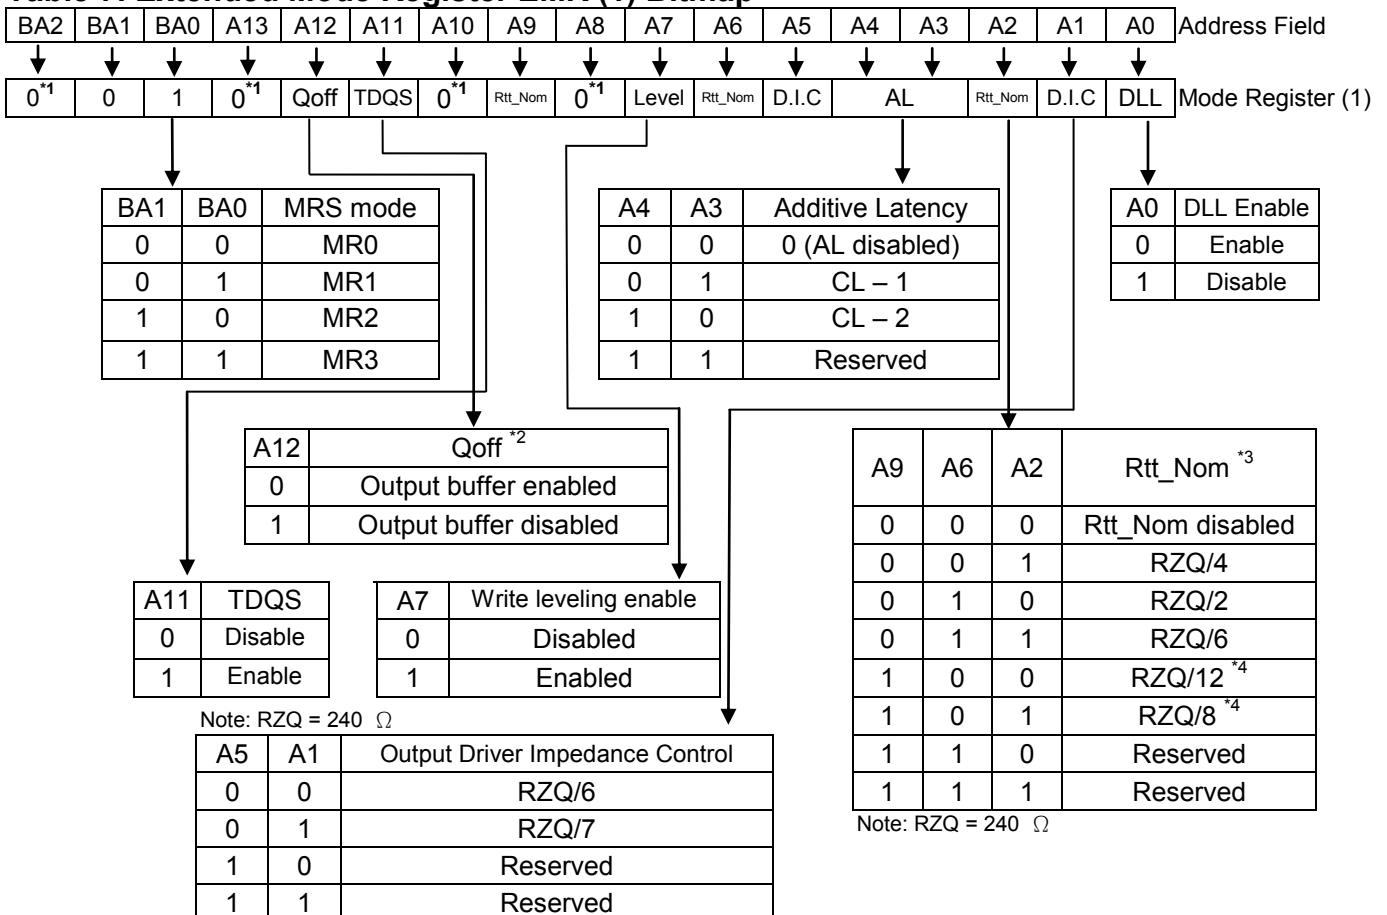 BA2 BA1 BA0 A13 A12 A11 A10 A9 A8 A7 A6 A5 A4 A3 A2 A1 A0 Address Field
0*1 0 1 0*1 Qoff TDQS 0*1 Rtt_Nom 0*1 Level Rtt_Nom D.I.C AL Rtt_Nom D.I.C DLL Mode Register (1)
BA1 BA0 MRS mode
0 0 MR0
0 1 MR1
1 0 MR2
1 1 MR3
A4 A3 Additive Latency
0 0 0 (AL disabled)
0 1 CL – 1
1 0 CL – 2
1 1 Reserved
A0 DLL Enable
0 Enable
1 Disable
A12 Qoff *2
0 Output buffer enabled
1 Output buffer disabled
A9 A6 A2 Rtt_Nom *3
0 0 0 Rtt_Nom disabled
0 0 1 RZQ/4
0 1 0 RZQ/2
0 1 1 RZQ/6
1 0 0 RZQ/12 *4
1 0 1 RZQ/8 *4
1 1 0 Reserved
1 1 1 Reserved
Note: RZQ = 240 Ω
A11 TDQS
0 Disable
1 Enable
A7 Write leveling enable
0 Disabled
1 Enabled
Note: RZQ = 240 Ω
A5 A1 Output Driver Impedance Control
0 0 RZQ/6
0 1 RZQ/7
1 0 Reserved
1 1 Reserved